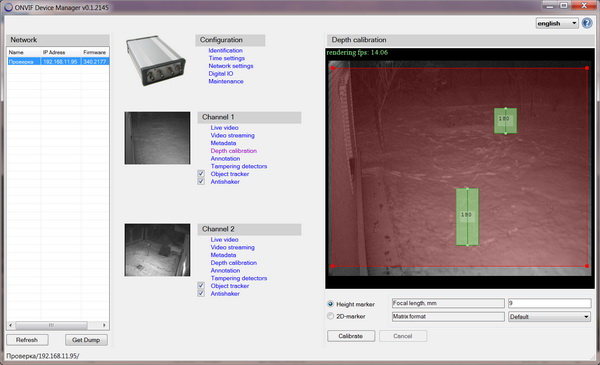 ONVIF Device Manager v0.1.2145
english
Network
Name IP Adress Firmware
Проверка 192.168.11.95 340.2177
Refresh
Get Dump
Configuration
Identification
Time settings
Network settings
Digital IO
Maintenance
Channel 1
Live video
Video streaming
Metadata
Depth calibration
Annotation
Tampering detectors
Object tracker
Antishaker
Channel 2
Live video
Video streaming
Metadata
Depth calibration
Annotation
Tampering detectors
Object tracker
Antishaker
Depth calibration
rendering fps: 14.06
180
180
Height marker
Focal length, mm
9
2D-marker
Matrix format
Default
Calibrate
Cancel
Проверка/192.168.11.95/